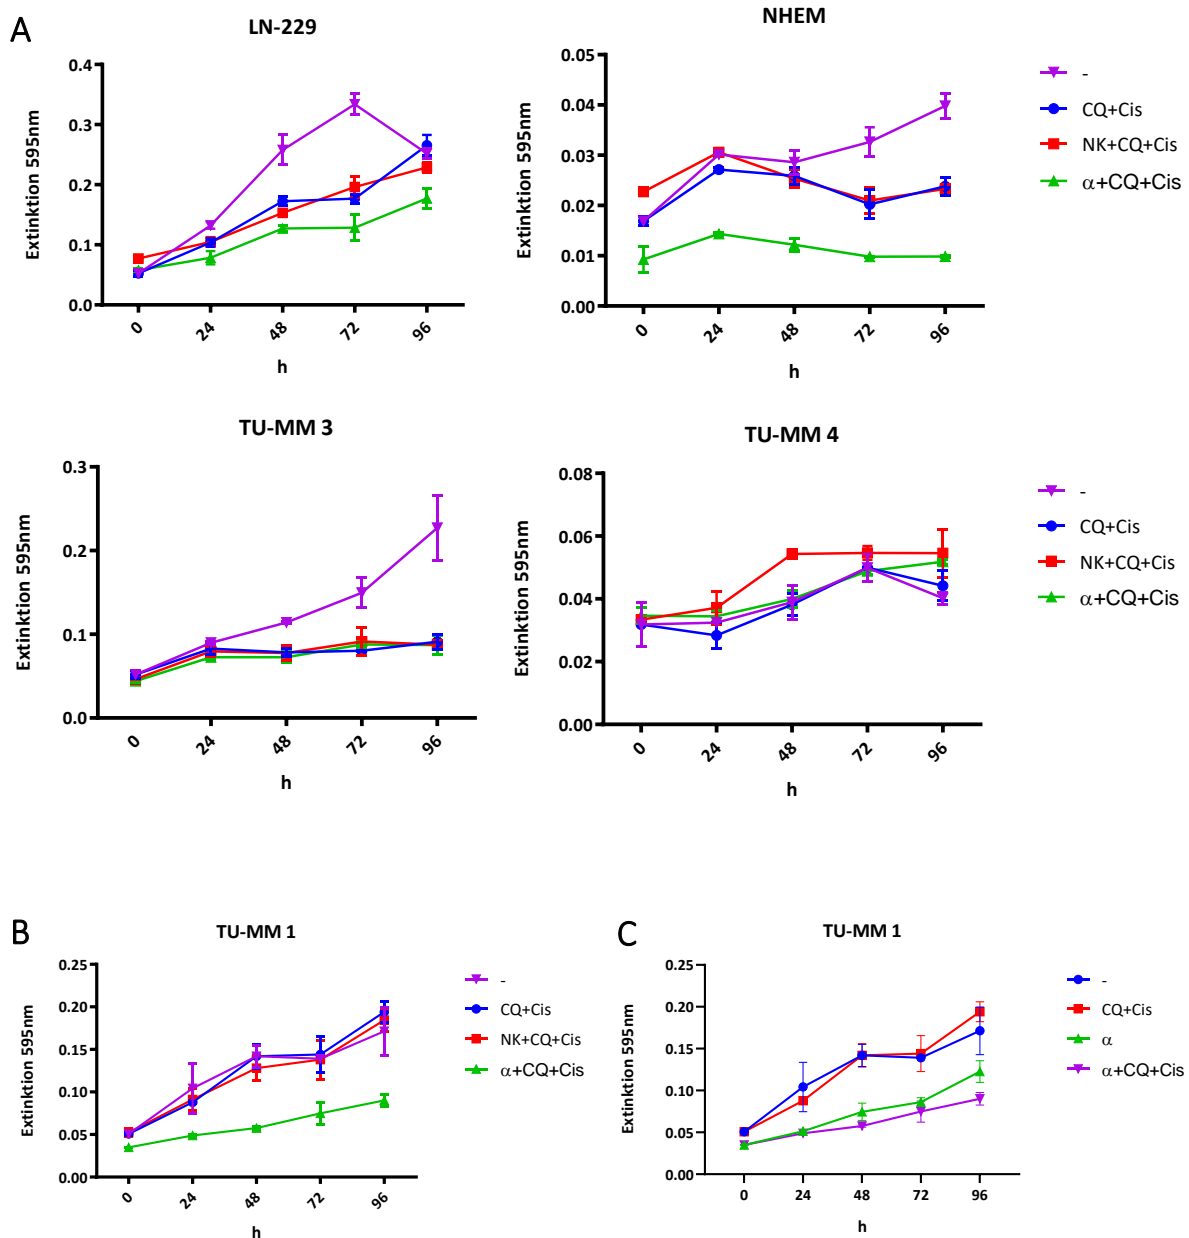 A
LN-229
Extinktion 595nm
0.4
0.3
0.2
0.1
0.0
0
24
48
72
96
h
NHEM
Extinktion 595nm
0.05
0.04
0.03
0.02
0.01
0.00
0
24
48
72
96
h
-
CQ+Cis
NK+CQ+Cis
α+CQ+Cis
TU-MM 3
Extinktion 595nm
0.3
0.2
0.1
0.0
0
24
48
72
96
h
TU-MM 4
Extinktion 595nm
0.08
0.06
0.04
0.02
0.00
0
24
48
72
96
h
-
CQ+Cis
NK+CQ+Cis
α+CQ+Cis
B
TU-MM 1
Extinktion 595nm
0.25
0.20
0.15
0.10
0.05
0.00
0
24
48
72
96
h
-
CQ+Cis
NK+CQ+Cis
α+CQ+Cis
C
TU-MM 1
Extinktion 595nm
0.25
0.20
0.15
0.10
0.05
0.00
0
24
48
72
96
h
-
CQ+Cis
α
α+CQ+Cis